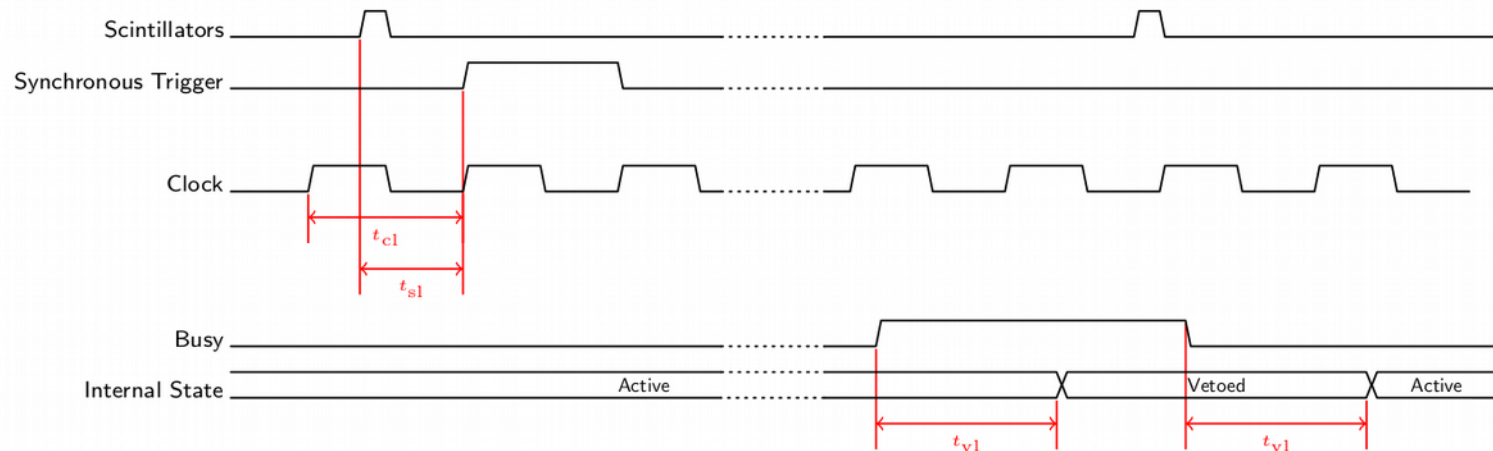 Scintillators
Synchronous Trigger
Clock
t_cl
t_sl
Busy
Internal State Active Vetoed Active
t_vl t_vl